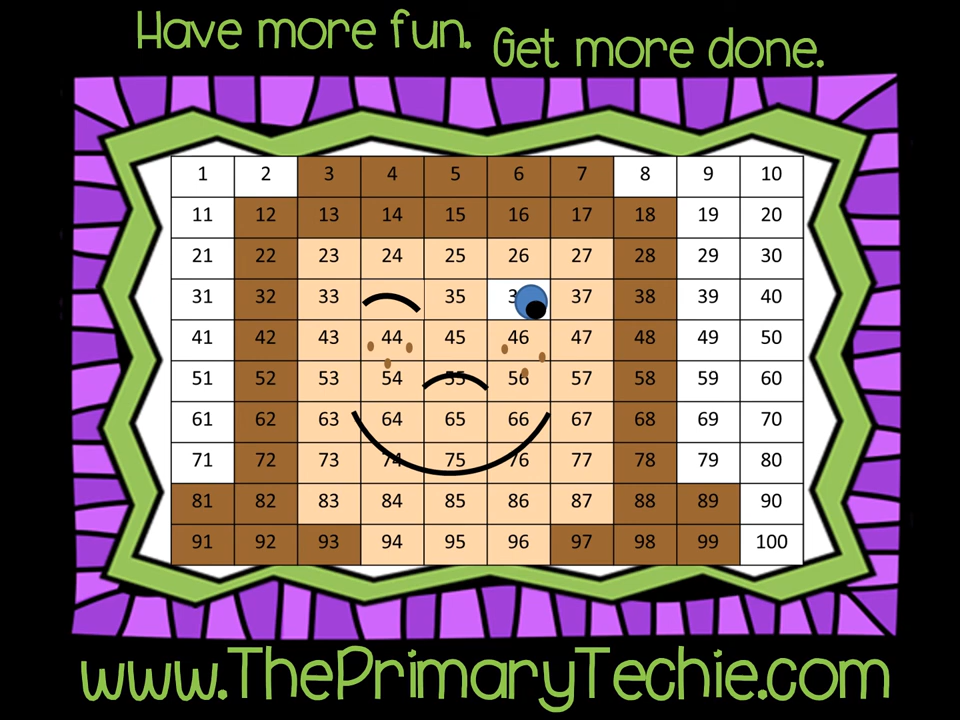 Have more fun. Get more done.
1 2 3 4 5 6 7 8 9 10
11 12 13 14 15 16 17 18 19 20
21 22 23 24 25 26 27 28 29 30
31 32 33 35 37 38 39 40
41 42 43 44 45 46 47 48 49 50
51 52 53 54 55 56 57 58 59 60
61 62 63 64 65 66 67 68 69 70
71 72 73 74 75 76 77 78 79 80
81 82 83 84 85 86 87 88 89 90
91 92 93 94 95 96 97 98 99 100
www.ThePrimaryTechie.com